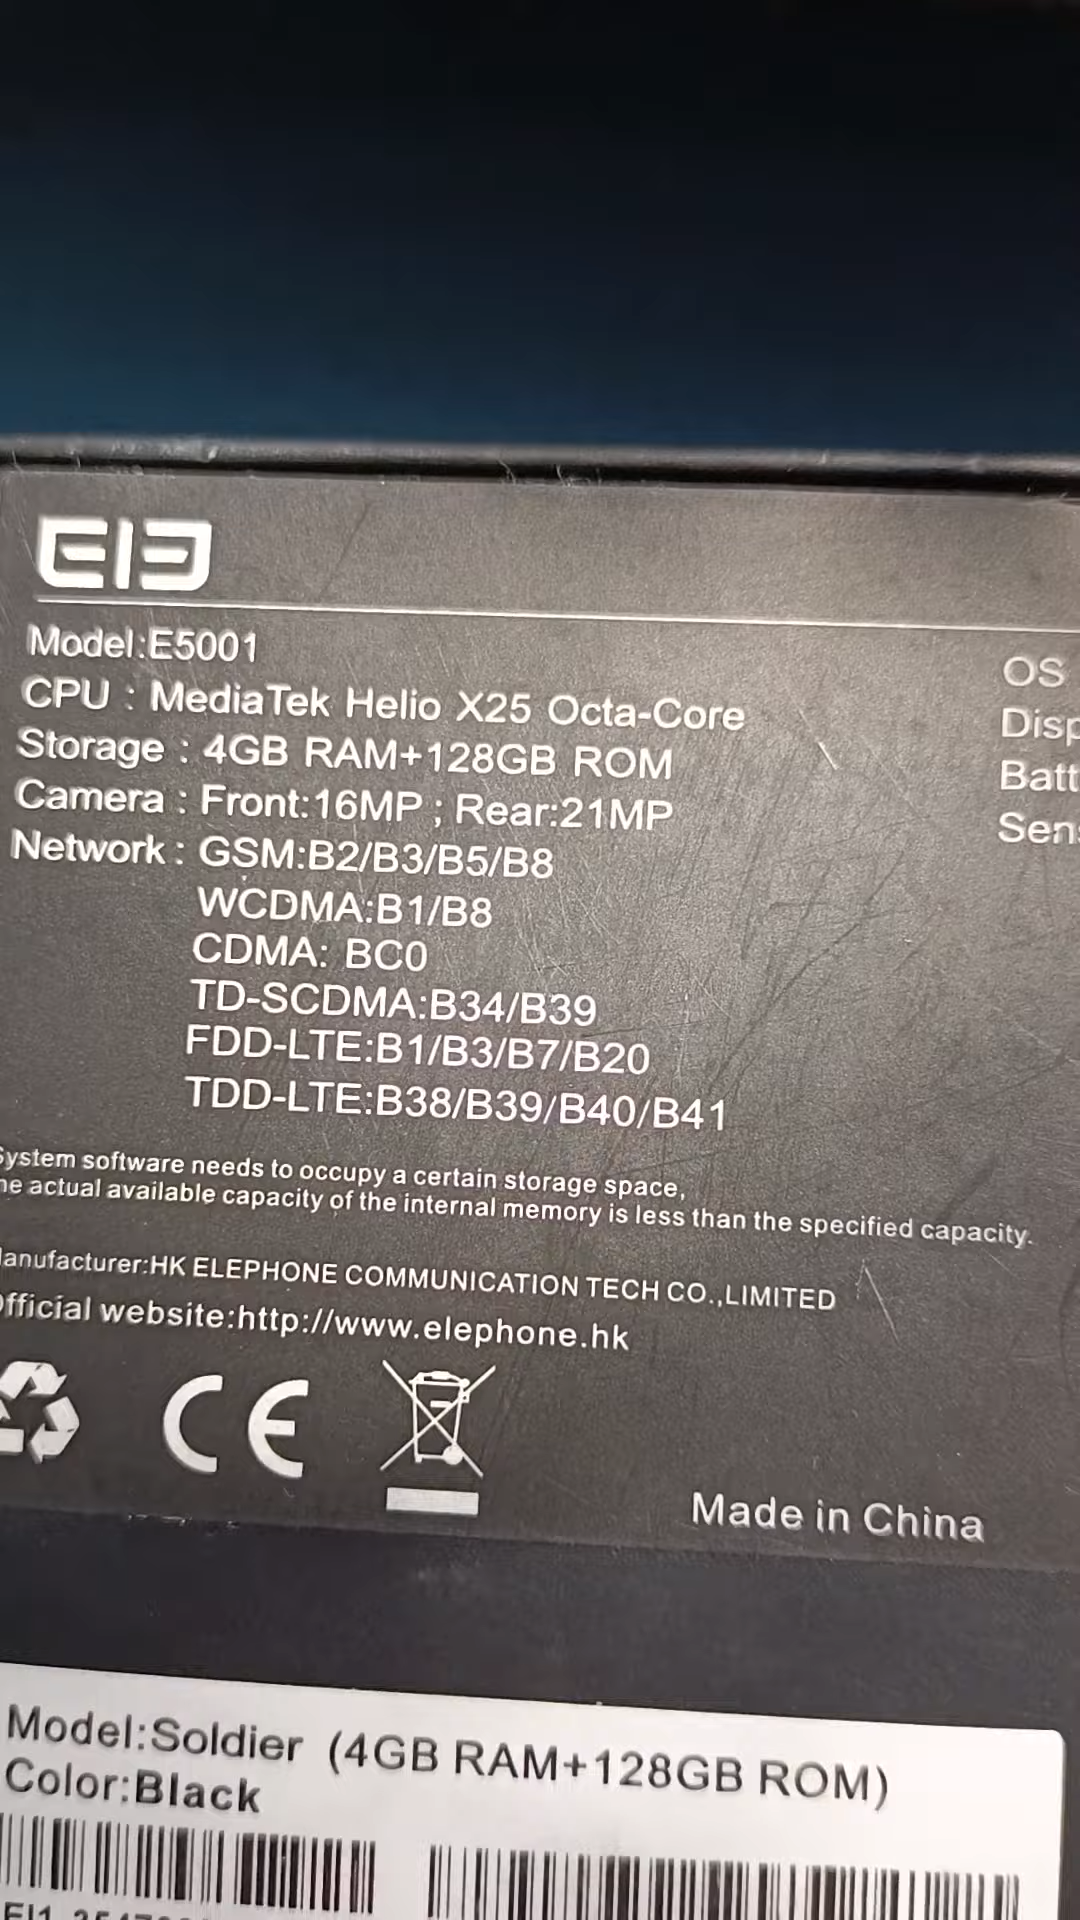 Model:E5001
CPU : MediaTek Helio X25 Octa-Core
Storage : 4GB RAM+128GB ROM
Camera : Front:16MP ; Rear:21MP
Network : GSM:B2/B3/B5/B8
WCDMA:B1/B8
CDMA: BC0
TD-SCDMA:B34/B39
FDD-LTE:B1/B3/B7/B20
TDD-LTE:B38/B39/B40/B41
OS
Disp
Batt
Sens
ystem software needs to occupy a certain storage space,
he actual available capacity of the internal memory is less than the specified capacity.
anufacturer:HK ELEPHONE COMMUNICATION TECH CO.,LIMITED
fficial website:http://www.elephone.hk
CE
Made in China
Model:Soldier (4GB RAM+128GB ROM)
Color:Black